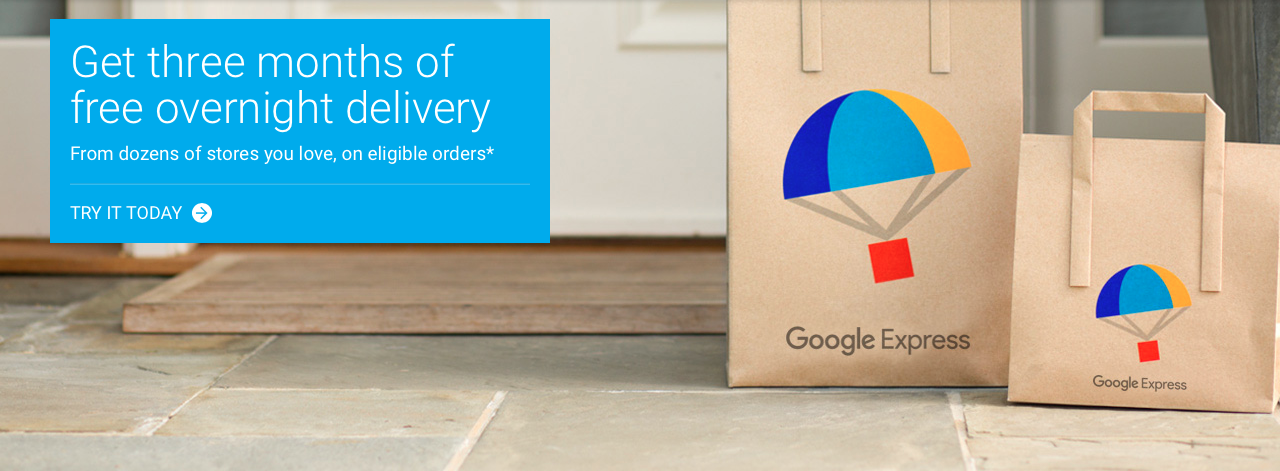 Get three months of
free overnight delivery
From dozens of stores you love, on eligible orders*
TRY IT TODAY
Google Express
Google Express